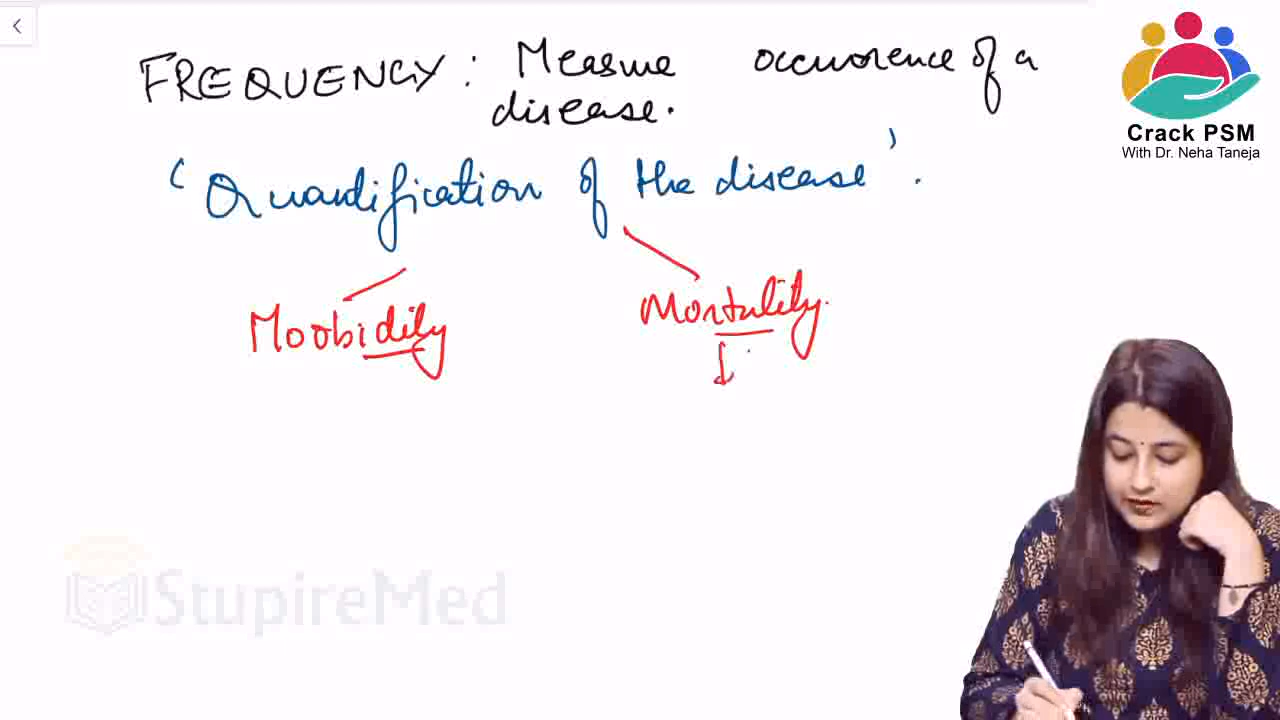 FREQUENCY: Measure occurrence of a
disease.
'Quantification of the disease'.
Morbidity Mortality.
Crack PSM
With Dr. Neha Taneja
StupireMed